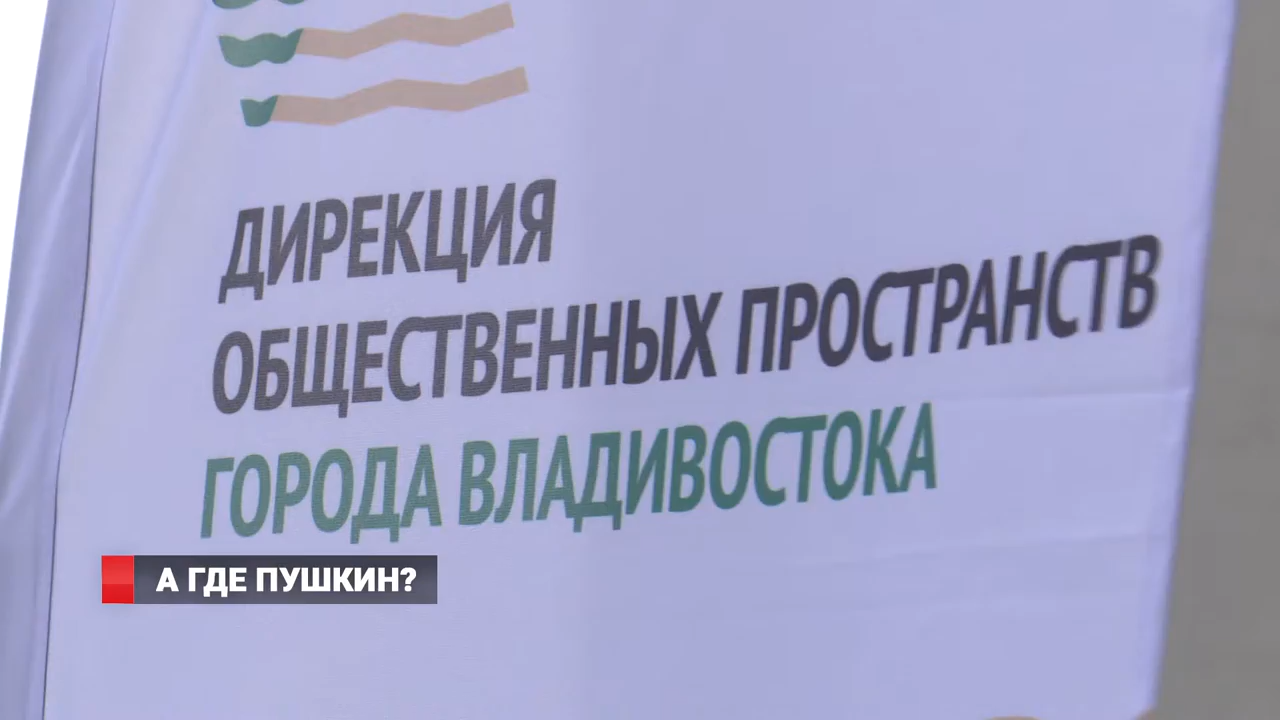 ДИРЕКЦИЯ
ОБЩЕСТВЕННЫХ ПРОСТРАНСТВ
ГОРОДА ВЛАДИВОСТОКА
А ГДЕ ПУШКИН?